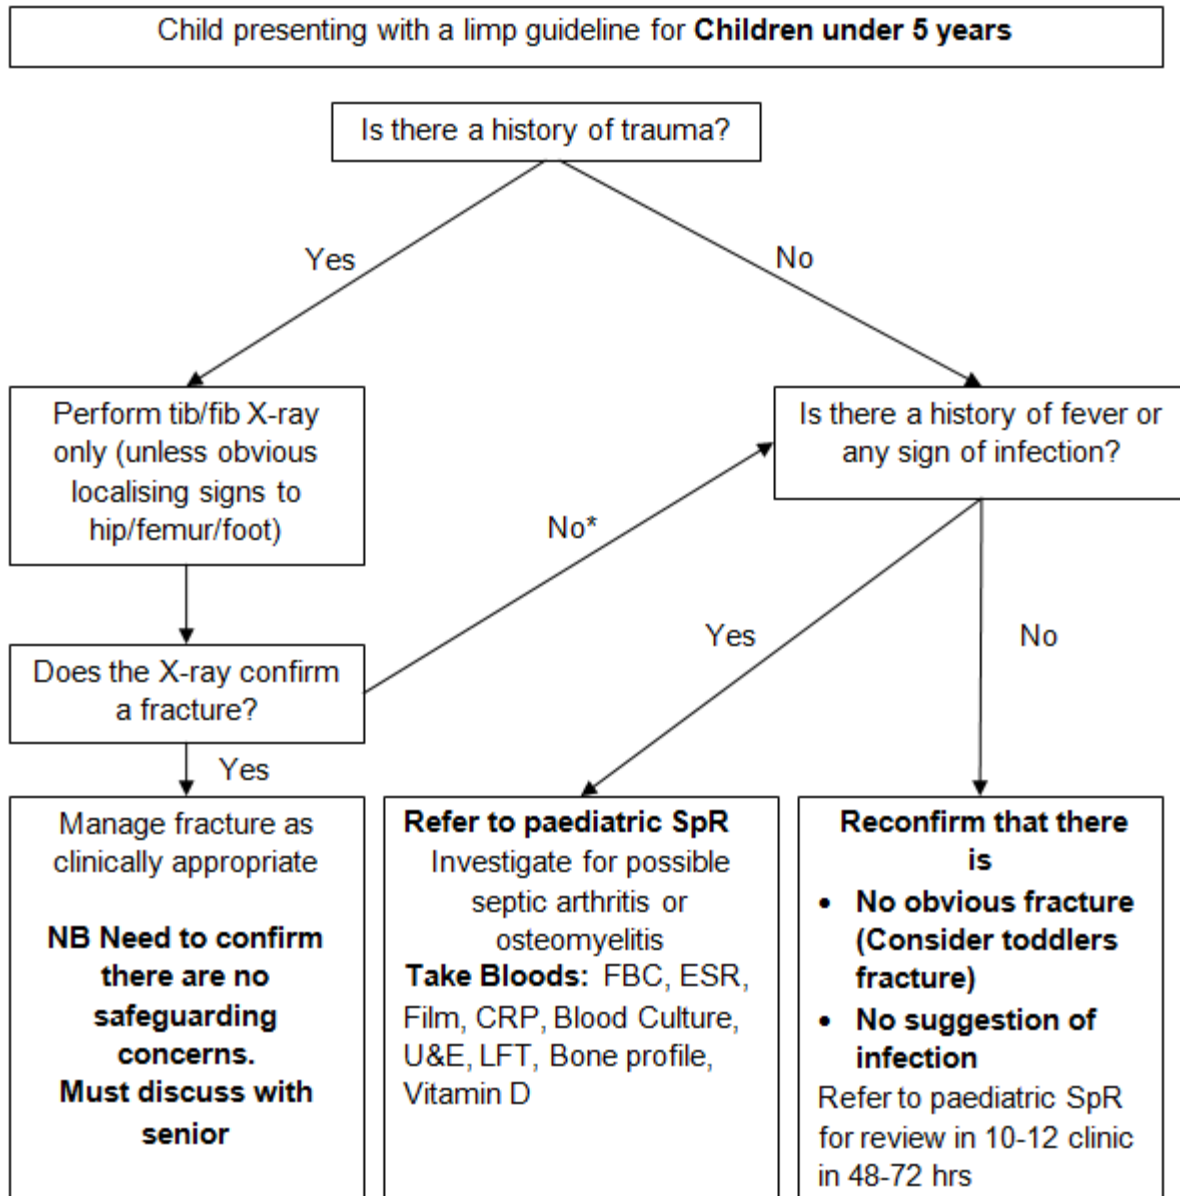 Child presenting with a limp guideline for Children under 5 years
Is there a history of trauma?
Yes
No
Perform tib/fib X-ray
only (unless obvious
localising signs to
hip/femur/foot)
Is there a history of fever or
any sign of infection?
No*
Does the X-ray confirm
a fracture?
Yes
No
Yes
Manage fracture as
clinically appropriate
NB Need to confirm
there are no
safeguarding
concerns.
Must discuss with
senior
Refer to paediatric SpR
Investigate for possible
septic arthritis or
osteomyelitis
Take Bloods: FBC, ESR,
Film, CRP, Blood Culture,
U&E, LFT, Bone profile,
Vitamin D
Reconfirm that there
is
• No obvious fracture
(Consider toddlers
fracture)
• No suggestion of
infection
Refer to paediatric SpR
for review in 10-12 clinic
in 48-72 hrs